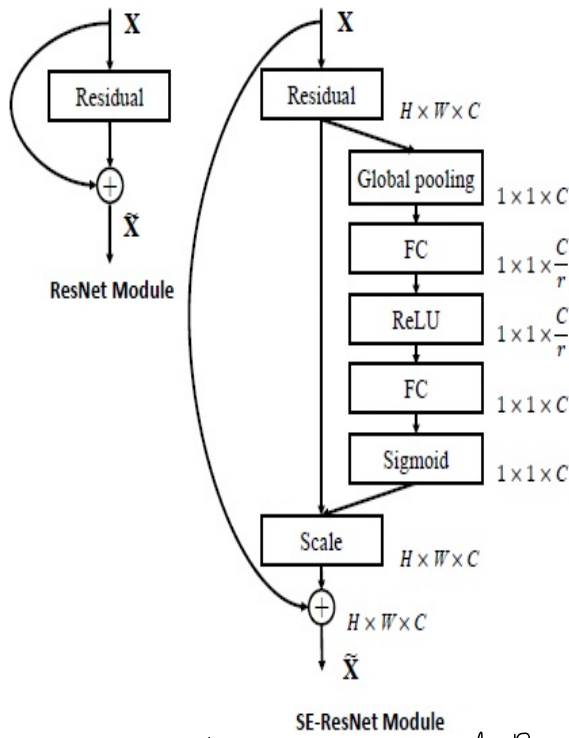 X
Residual
+
X̃
ResNet Module
X
Residual
H × W × C
Global pooling
1 × 1 × C
FC
1 × 1 × C/r
ReLU
1 × 1 × C/r
FC
1 × 1 × C
Sigmoid
1 × 1 × C
Scale
H × W × C
+
H × W × C
X̃
SE-ResNet Module